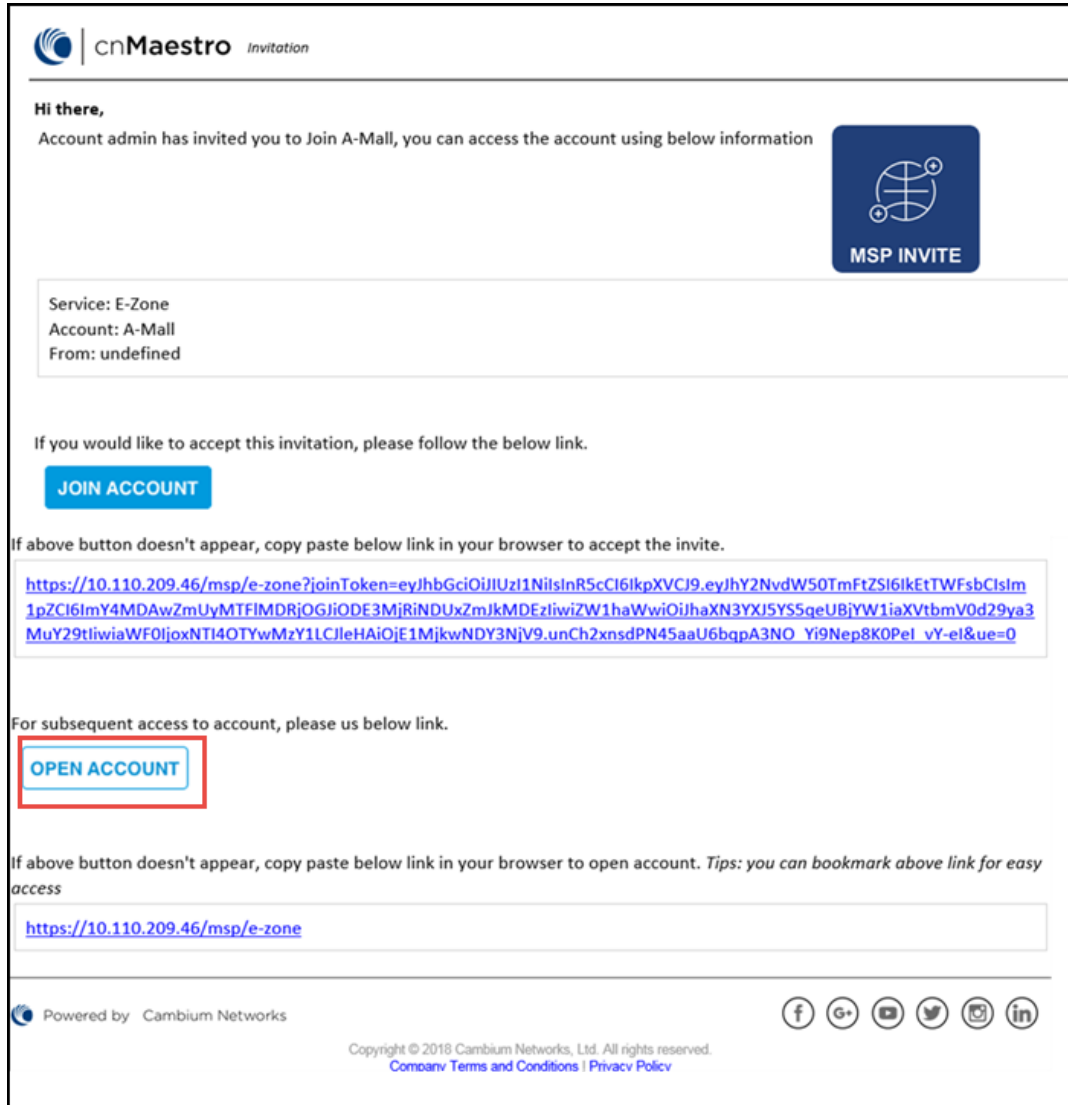 cnMaestro Invitation
Hi there,
Account admin has invited you to Join A-Mall, you can access the account using below information
MSP INVITE
Service: E-Zone
Account: A-Mall
From: undefined
If you would like to accept this invitation, please follow the below link.
JOIN ACCOUNT
If above button doesn't appear, copy paste below link in your browser to accept the invite.
https://10.110.209.46/msp/e-zone?joinToken=eyJhbGciOiJIUzI1NiIsInR5cCI6IkpXVCJ9.eyJhY2NvdW50TmFtZSI6IkEtTWFsbCIsIm
1pZCI6ImY4MDAwZmUyMTFlMDRjOGJiODE3MjRiNDUxZmJkMDEzIiwiZW1haWwiOiJhaXN3YXJ5YS5qeUBjYW1iaXVtbmV0d29ya3
MuY29tIiwiaWF0IjoxNTI4OTYwMzY1LCJleHAiOjE1MjkwNDY3NjV9.unCh2xnsdPN45aaU6bqpA3NO_Yi9Nep8K0PeI_vY-eI&ue=0
For subsequent access to account, please us below link.
OPEN ACCOUNT
If above button doesn't appear, copy paste below link in your browser to open account. Tips: you can bookmark above link for easy
access
https://10.110.209.46/msp/e-zone
Powered by Cambium Networks
Copyright © 2018 Cambium Networks, Ltd. All rights reserved.
Company Terms and Conditions | Privacy Policy